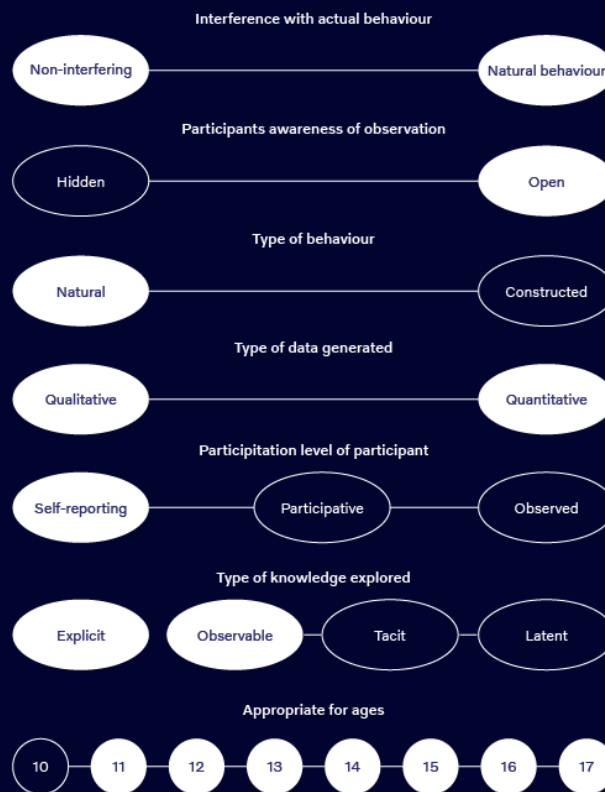 Interference with actual behaviour
Non-interfering Natural behaviour
Participants awareness of observation
Hidden Open
Type of behaviour
Natural Constructed
Type of data generated
Qualitative Quantitative
Participitation level of participant
Self-reporting Participative Observed
Type of knowledge explored
Explicit Observable Tacit Latent
Appropriate for ages
10 11 12 13 14 15 16 17